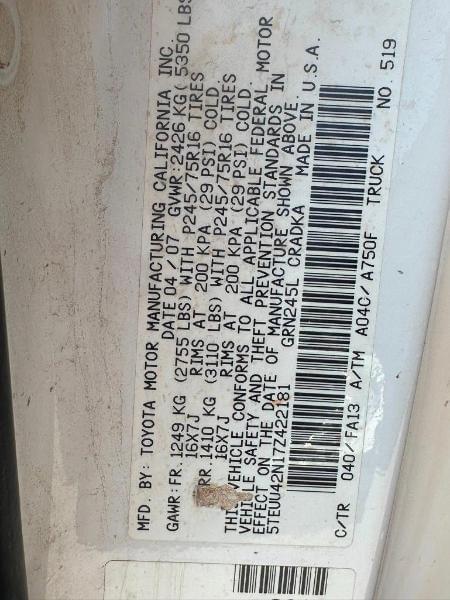 MFD. BY: TOYOTA MOTOR MANUFACTURING CALIFORNIA INC.
DATE 04 / 07 GVWR: 2426 KG ( 5350 LBS
GAWR: FR. 1249 KG (2755 LBS) WITH P245/75R16 TIRES
16X7J RIMS AT 200 KPA (29 PSI) COLD.
RR. 1410 KG (3110 LBS) WITH P245/75R16 TIRES
16X7J RIMS AT 200 KPA (29 PSI) COLD.
THIS VEHICLE CONFORMS TO ALL APPLICABLE FEDERAL MOTOR
VEHICLE SAFETY AND THEFT PREVENTION STANDARDS IN
EFFECT ON THE DATE OF MANUFACTURE SHOWN ABOVE
5TEUU42N17Z422181 GRN245L CRADKA MADE IN U.S.A.
C/TR 040/ FA13 A/TM A04C/ A750F TRUCK NO. 519